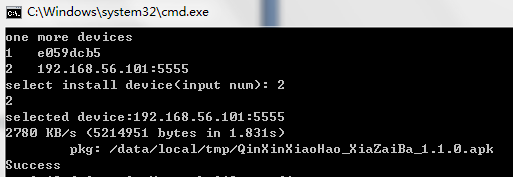 C:\Windows\system32\cmd.exe
one more devices
1 e059dcb5
2 192.168.56.101:5555
select install device(input num): 2
2
selected device:192.168.56.101:5555
2780 KB/s (5214951 bytes in 1.831s)
pkg: /data/local/tmp/QinXinXiaoHao_XiaZaiBa_1.1.0.apk
Success